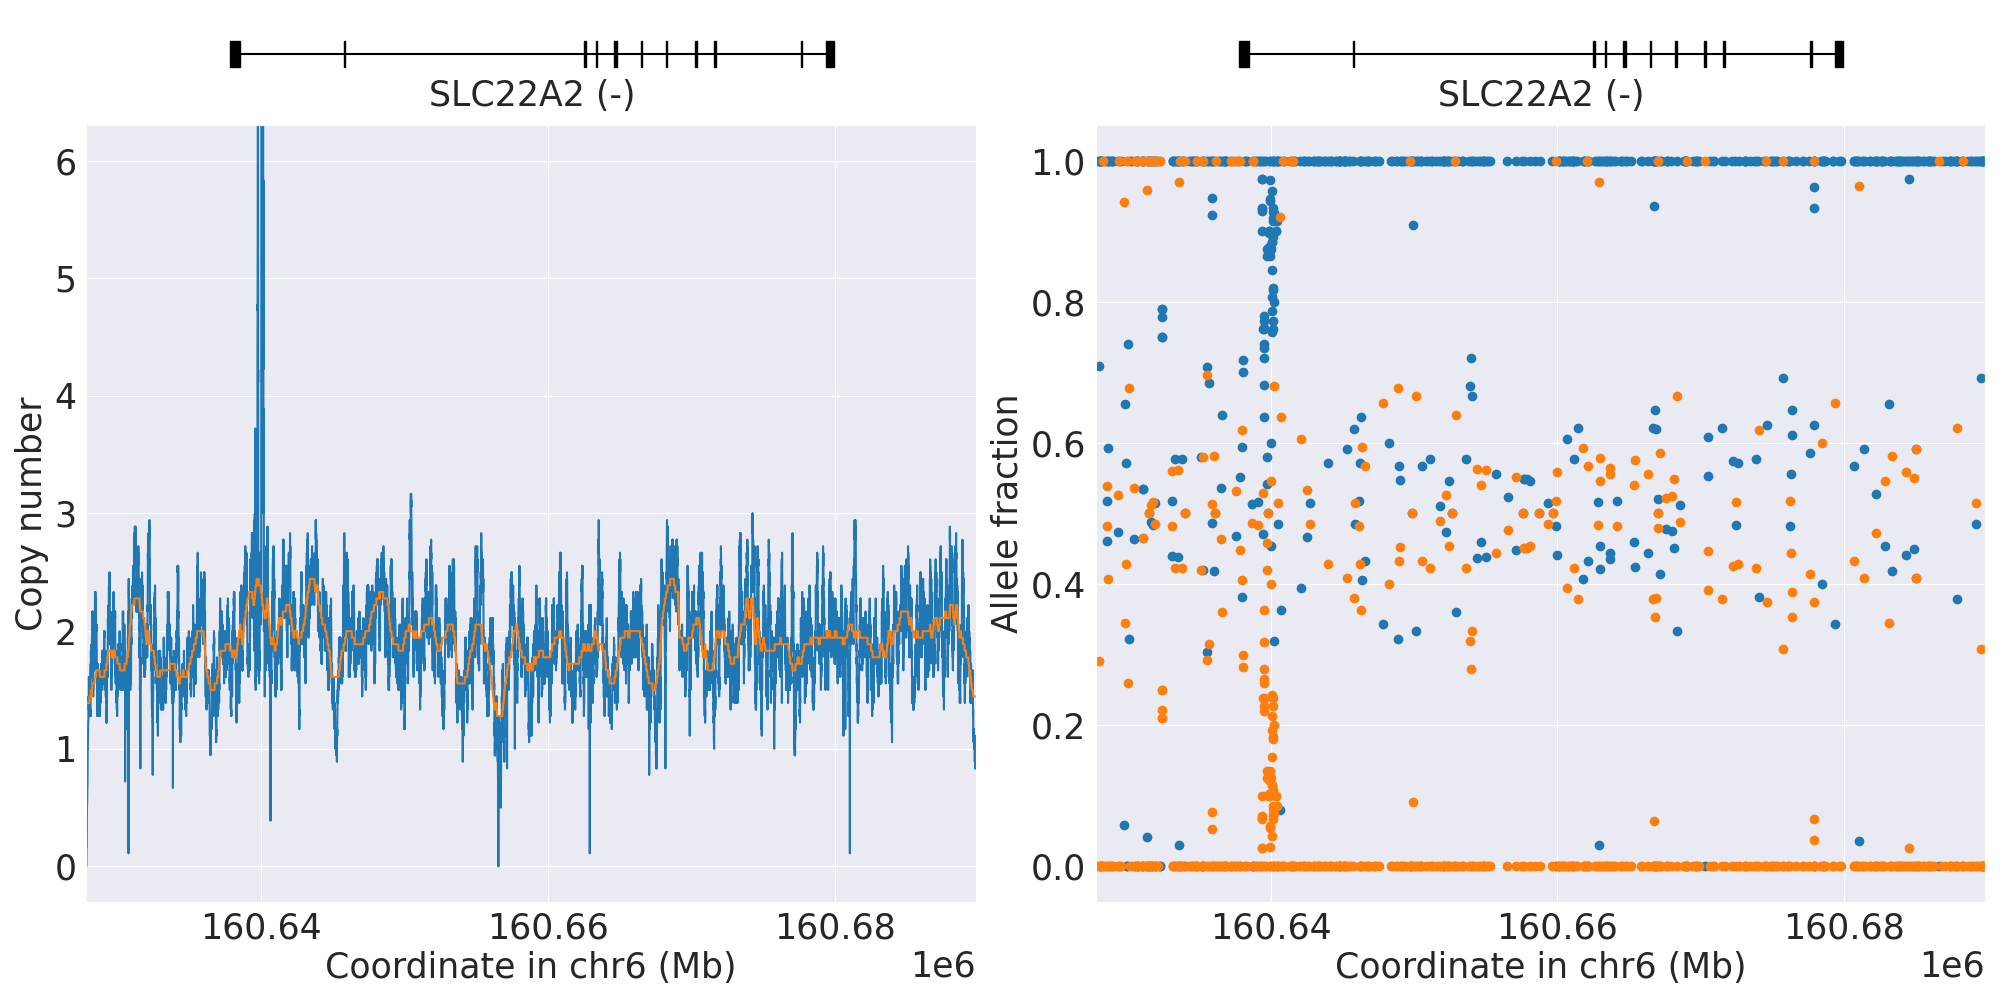 SLC22A2 (-)
6
5
4
3
2
1
0
Copy number
160.64
160.66
160.68
Coordinate in chr6 (Mb)
1e6
SLC22A2 (-)
1.0
0.8
0.6
0.4
0.2
0.0
Allele fraction
160.64
160.66
160.68
Coordinate in chr6 (Mb)
1e6